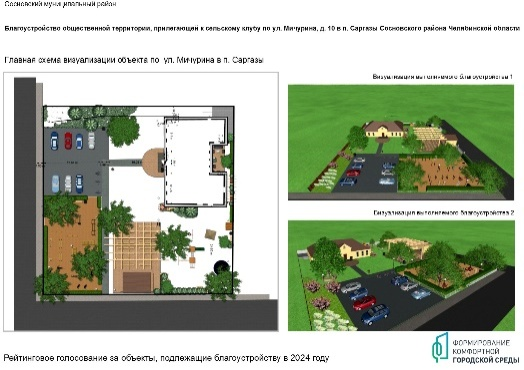 Сосновский муниципальный район
Благоустройство общественной территории, прилегающей к сельскому клубу по ул. Мичурина, д. 10 в п. Саргазы Сосновского района Челябинской области
Главная схема визуализации объекта по ул. Мичурина в п. Саргазы
Визуализация выполняемого благоустройства 1
Визуализация выполняемого благоустройства 2
ФОРМИРОВАНИЕ
КОМФОРТНОЙ
ГОРОДСКОЙ СРЕДЫ
Рейтинговое голосование за объекты, подлежащие благоустройству в 2024 году